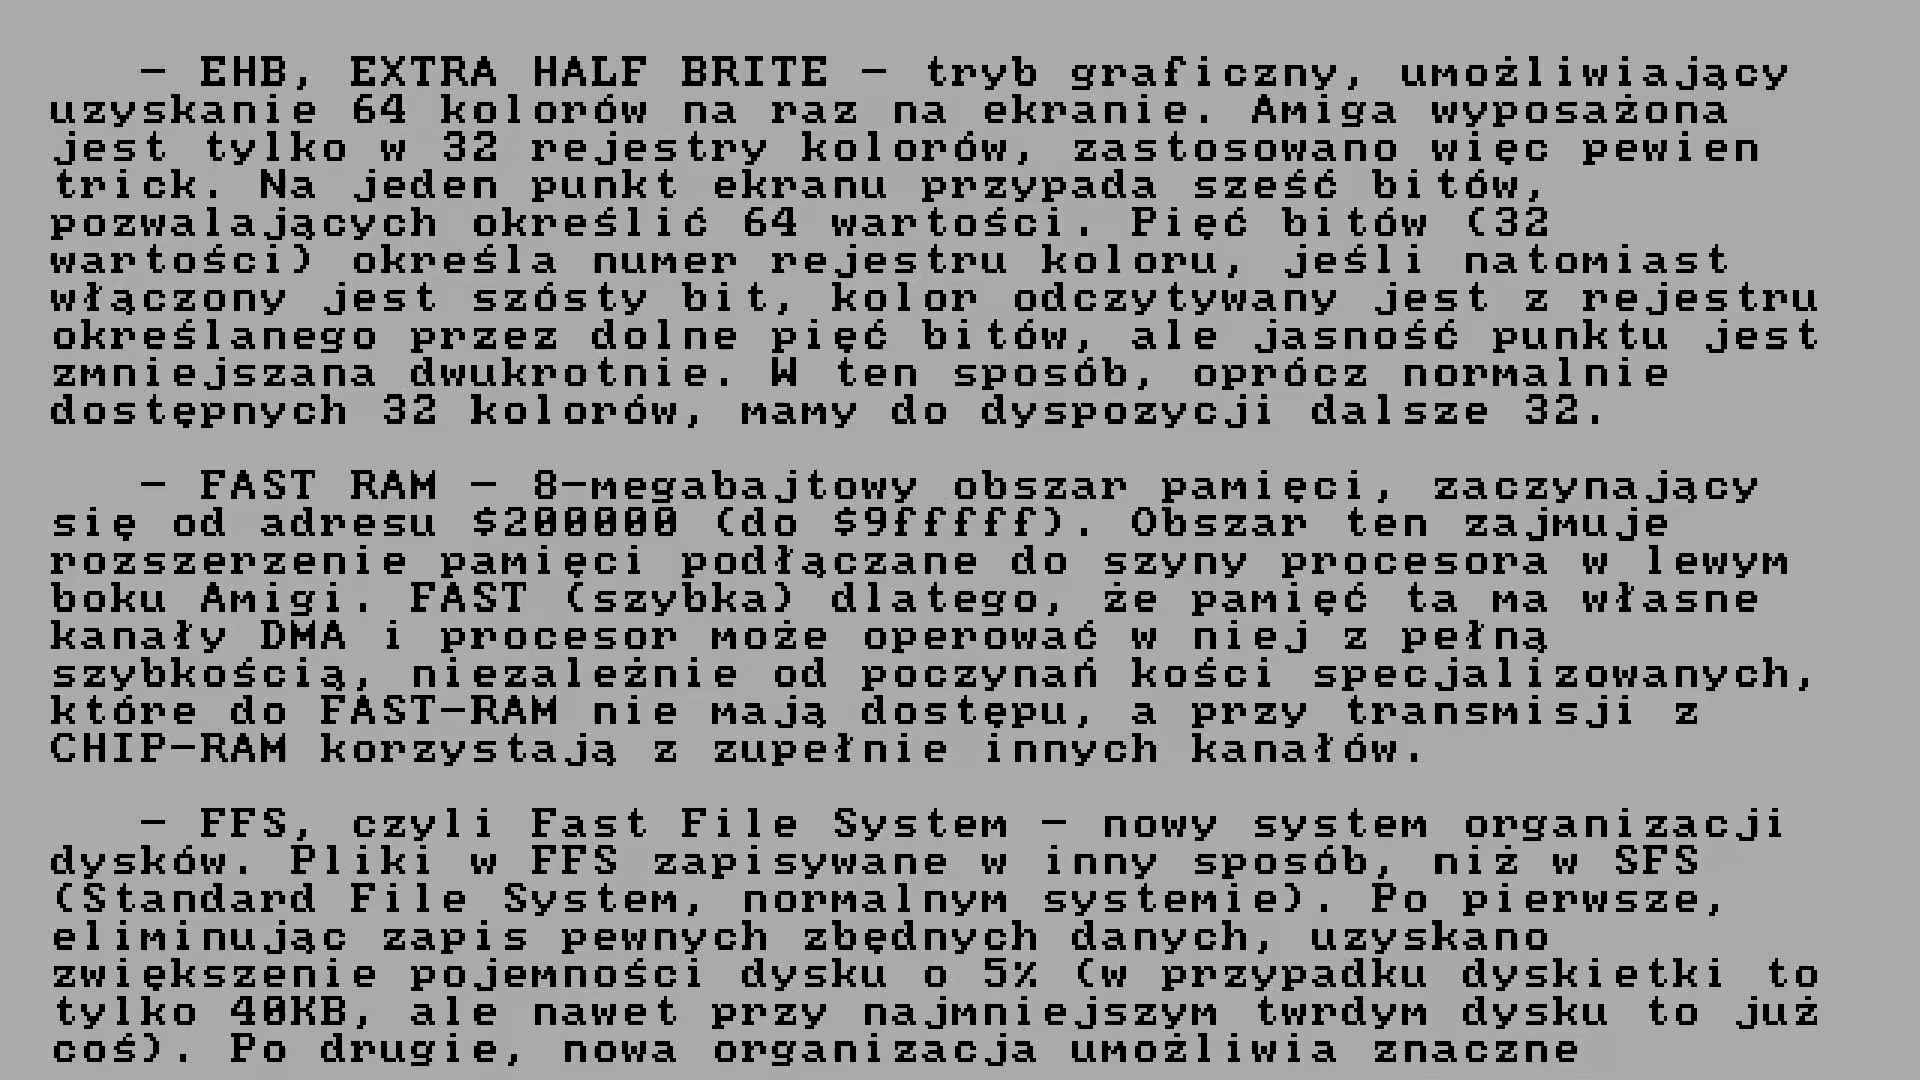 - EHB, EXTRA HALF BRITE - tryb graficzny, umożliwiający
uzyskanie 64 kolorów na raz na ekranie. Amiga wyposażona
jest tylko w 32 rejestry kolorów, zastosowano więc pewien
trick. Na jeden punkt ekranu przypada sześć bitów,
pozwalających określić 64 wartości. Pięć bitów (32
wartości) określa numer rejestru koloru, jeśli natomiast
włączony jest szósty bit, kolor odczytywany jest z rejestru
określanego przez dolne pięć bitów, ale jasność punktu jest
zmniejszana dwukrotnie. W ten sposób, oprócz normalnie
dostępnych 32 kolorów, mamy do dyspozycji dalsze 32.
- FAST RAM - 8-megabajtowy obszar pamięci, zaczynający
się od adresu $200000 (do $9fffff). Obszar ten zajmuje
rozszerzenie pamięci podłączane do szyny procesora w lewym
boku Amigi. FAST (szybka) dlatego, że pamięć ta ma własne
kanały DMA i procesor może operować w niej z pełną
szybkością, niezależnie od poczynań kości specjalizowanych,
które do FAST-RAM nie mają dostępu, a przy transmisji z
CHIP-RAM korzystają z zupełnie innych kanałów.
- FFS, czyli Fast File System - nowy system organizacji
dysków. Pliki w FFS zapisywane w inny sposób, niż w SFS
(Standard File System, normalnym systemie). Po pierwsze,
eliminując zapis pewnych zbędnych danych, uzyskano
zwiększenie pojemności dysku o 5% (w przypadku dyskietki to
tylko 40KB, ale nawet przy najmniejszym twrdym dysku to już
coś). Po drugie, nowa organizacja umożliwia znaczne